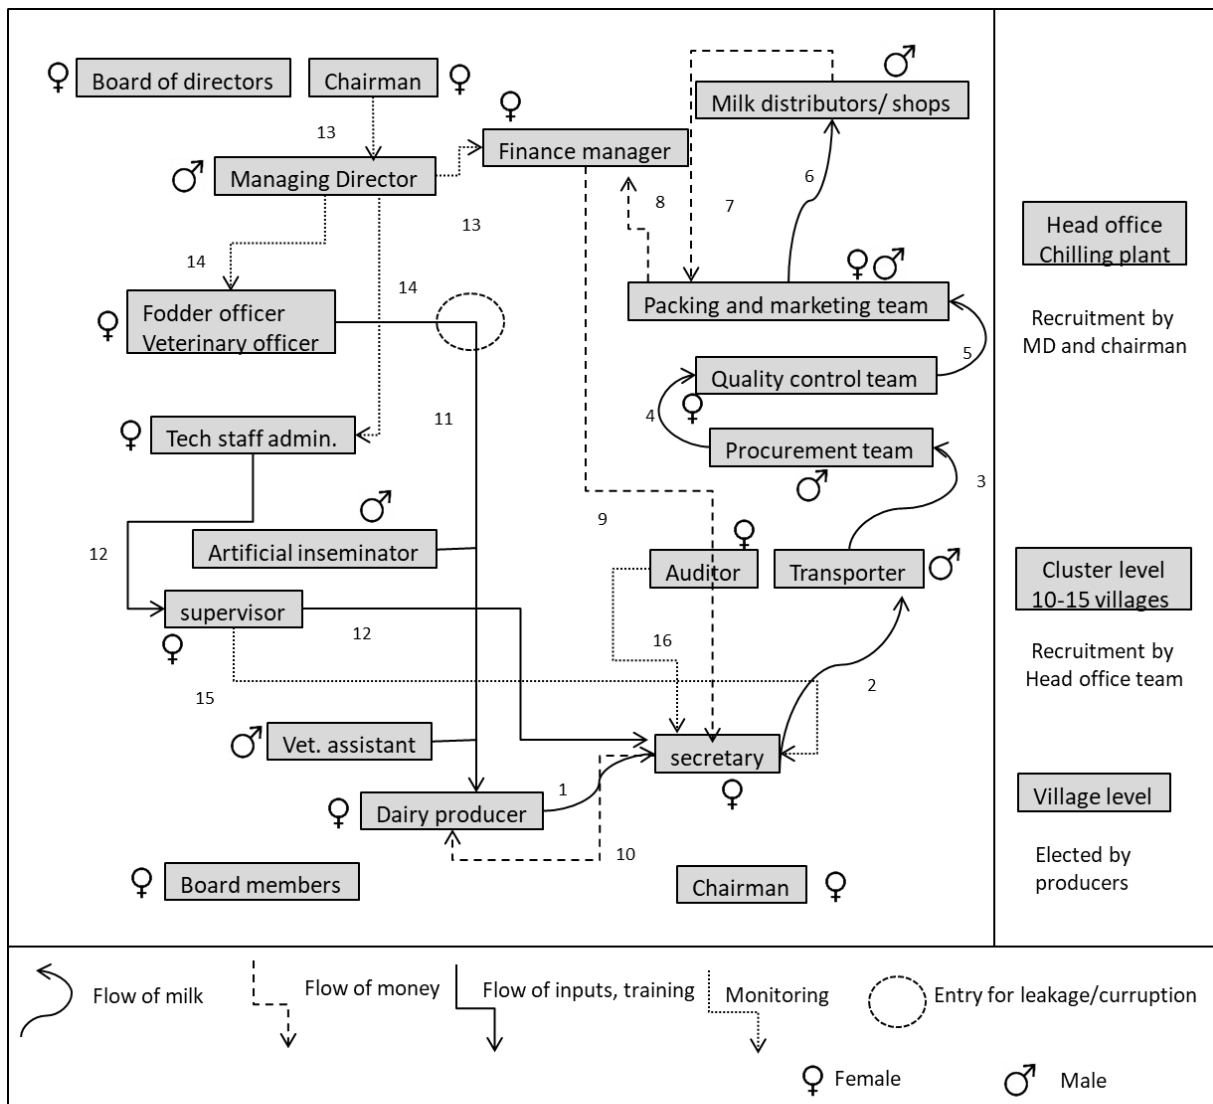 Board of directors
Chairman
Milk distributors/ shops
13
Finance manager
6
Managing Director
8
7
13
Head office
Chilling plant
14
14
Fodder officer
Veterinary officer
Packing and marketing team
Recruitment by
MD and chairman
5
Quality control team
11
4
Tech staff admin.
Procurement team
3
9
12
Artificial inseminator
Auditor
Transporter
Cluster level
10-15 villages
supervisor
12
16
Recruitment by
Head office team
15
2
Vet. assistant
secretary
1
Village level
Dairy producer
10
Elected by
producers
Board members
Chairman
Flow of milk
Flow of money
Flow of inputs, training
Monitoring
Entry for leakage/curruption
Female
Male